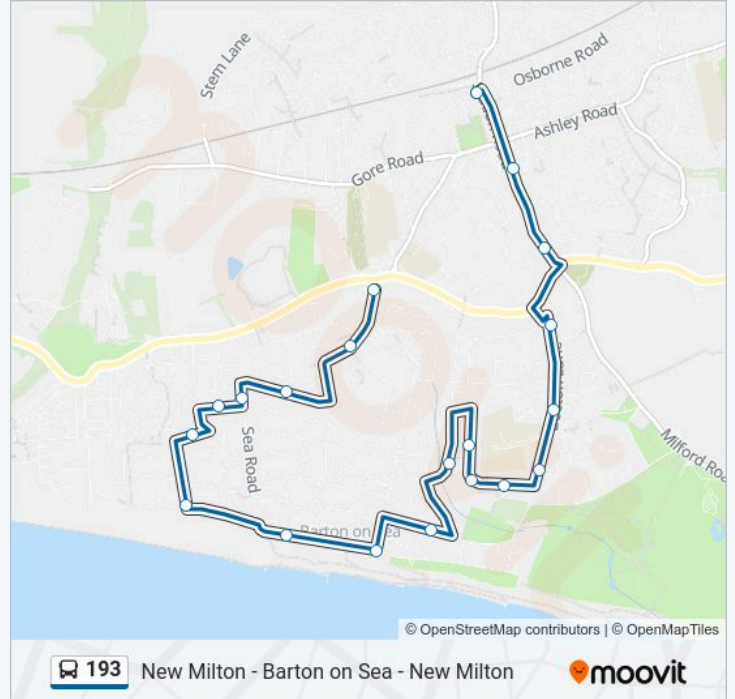 Stem Lane
Osborne Road
Ashley Road
Gore Road
Sea Road
Milford Roa
Barton on Sea
© OpenStreetMap contributors | © OpenMapTiles
193 New Milton - Barton on Sea - New Milton
moovit